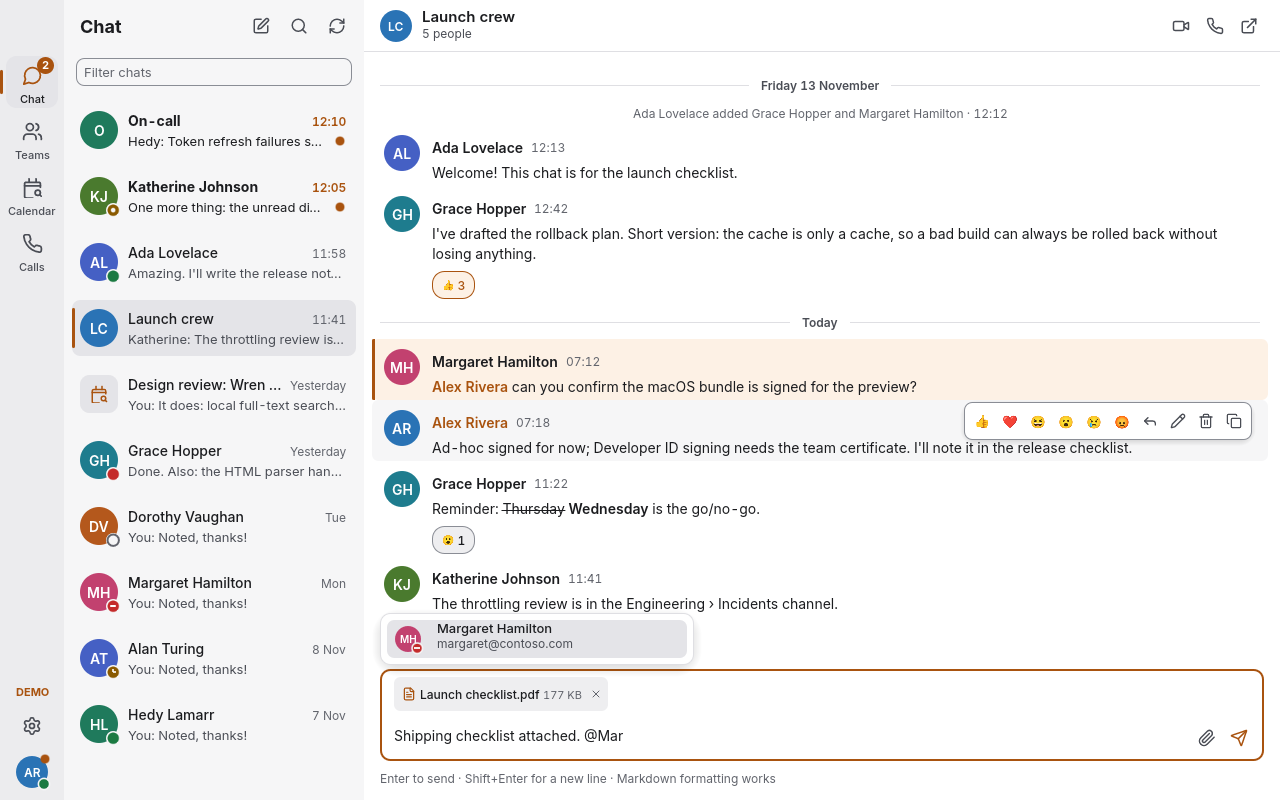 2
Chat
Teams
Calendar
Calls
DEMO
AR
Chat
Filter chats
O
On-call
12:10
Hedy: Token refresh failures s...
KJ
Katherine Johnson
12:05
One more thing: the unread di...
AL
Ada Lovelace
11:58
Amazing. I'll write the release not...
LC
Launch crew
11:41
Katherine: The throttling review is...
Design review: Wren ...
Yesterday
You: It does: local full-text search...
GH
Grace Hopper
Yesterday
Done. Also: the HTML parser han...
DV
Dorothy Vaughan
Tue
You: Noted, thanks!
MH
Margaret Hamilton
Mon
You: Noted, thanks!
AT
Alan Turing
8 Nov
You: Noted, thanks!
HL
Hedy Lamarr
7 Nov
You: Noted, thanks!
LC
Launch crew
5 people
Friday 13 November
Ada Lovelace added Grace Hopper and Margaret Hamilton · 12:12
AL
Ada Lovelace 12:13
Welcome! This chat is for the launch checklist.
GH
Grace Hopper 12:42
I've drafted the rollback plan. Short version: the cache is only a cache, so a bad build can always be rolled back without
losing anything.
👍 3
Today
MH
Margaret Hamilton 07:12
Alex Rivera can you confirm the macOS bundle is signed for the preview?
AR
Alex Rivera 07:18
Ad-hoc signed for now; Developer ID signing needs the team certificate. I'll note it in the release checklist.
GH
Grace Hopper 11:22
Reminder: Thursday Wednesday is the go/no-go.
😮 1
KJ
Katherine Johnson 11:41
The throttling review is in the Engineering › Incidents channel.
MH
Margaret Hamilton
margaret@contoso.com
Launch checklist.pdf 177 KB
Shipping checklist attached. @Mar
Enter to send · Shift+Enter for a new line · Markdown formatting works